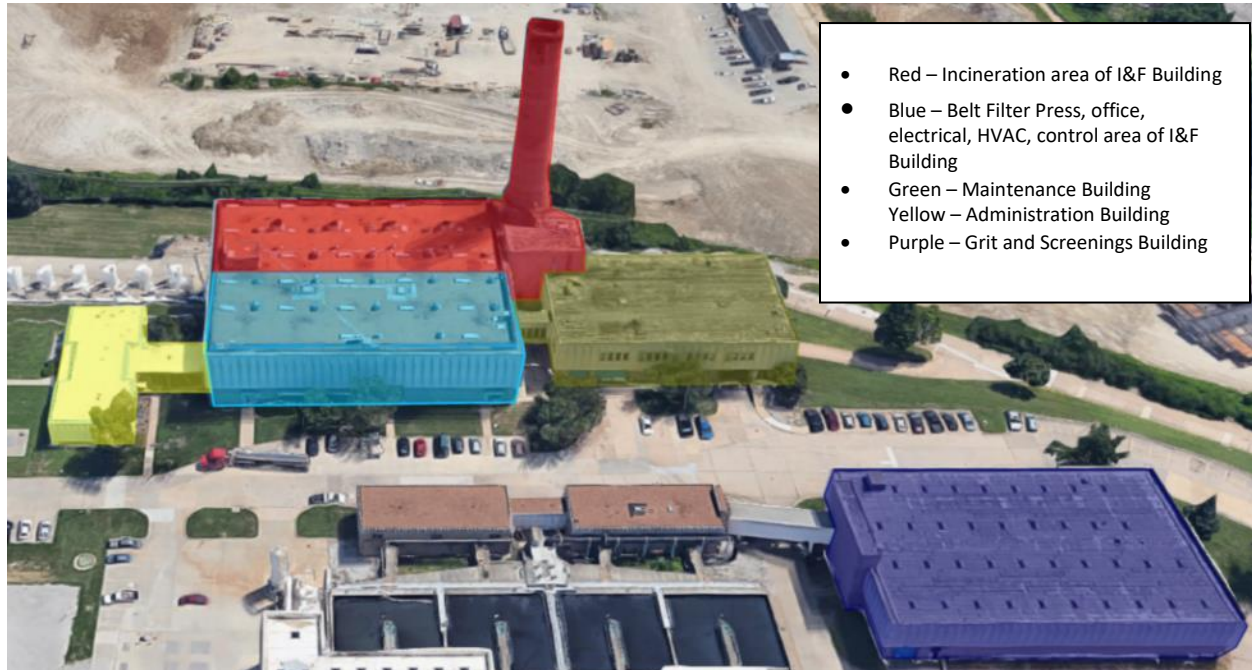 • Red – Incineration area of I&F Building
• Blue – Belt Filter Press, office,
electrical, HVAC, control area of I&F
Building
• Green – Maintenance Building
Yellow – Administration Building
• Purple – Grit and Screenings Building